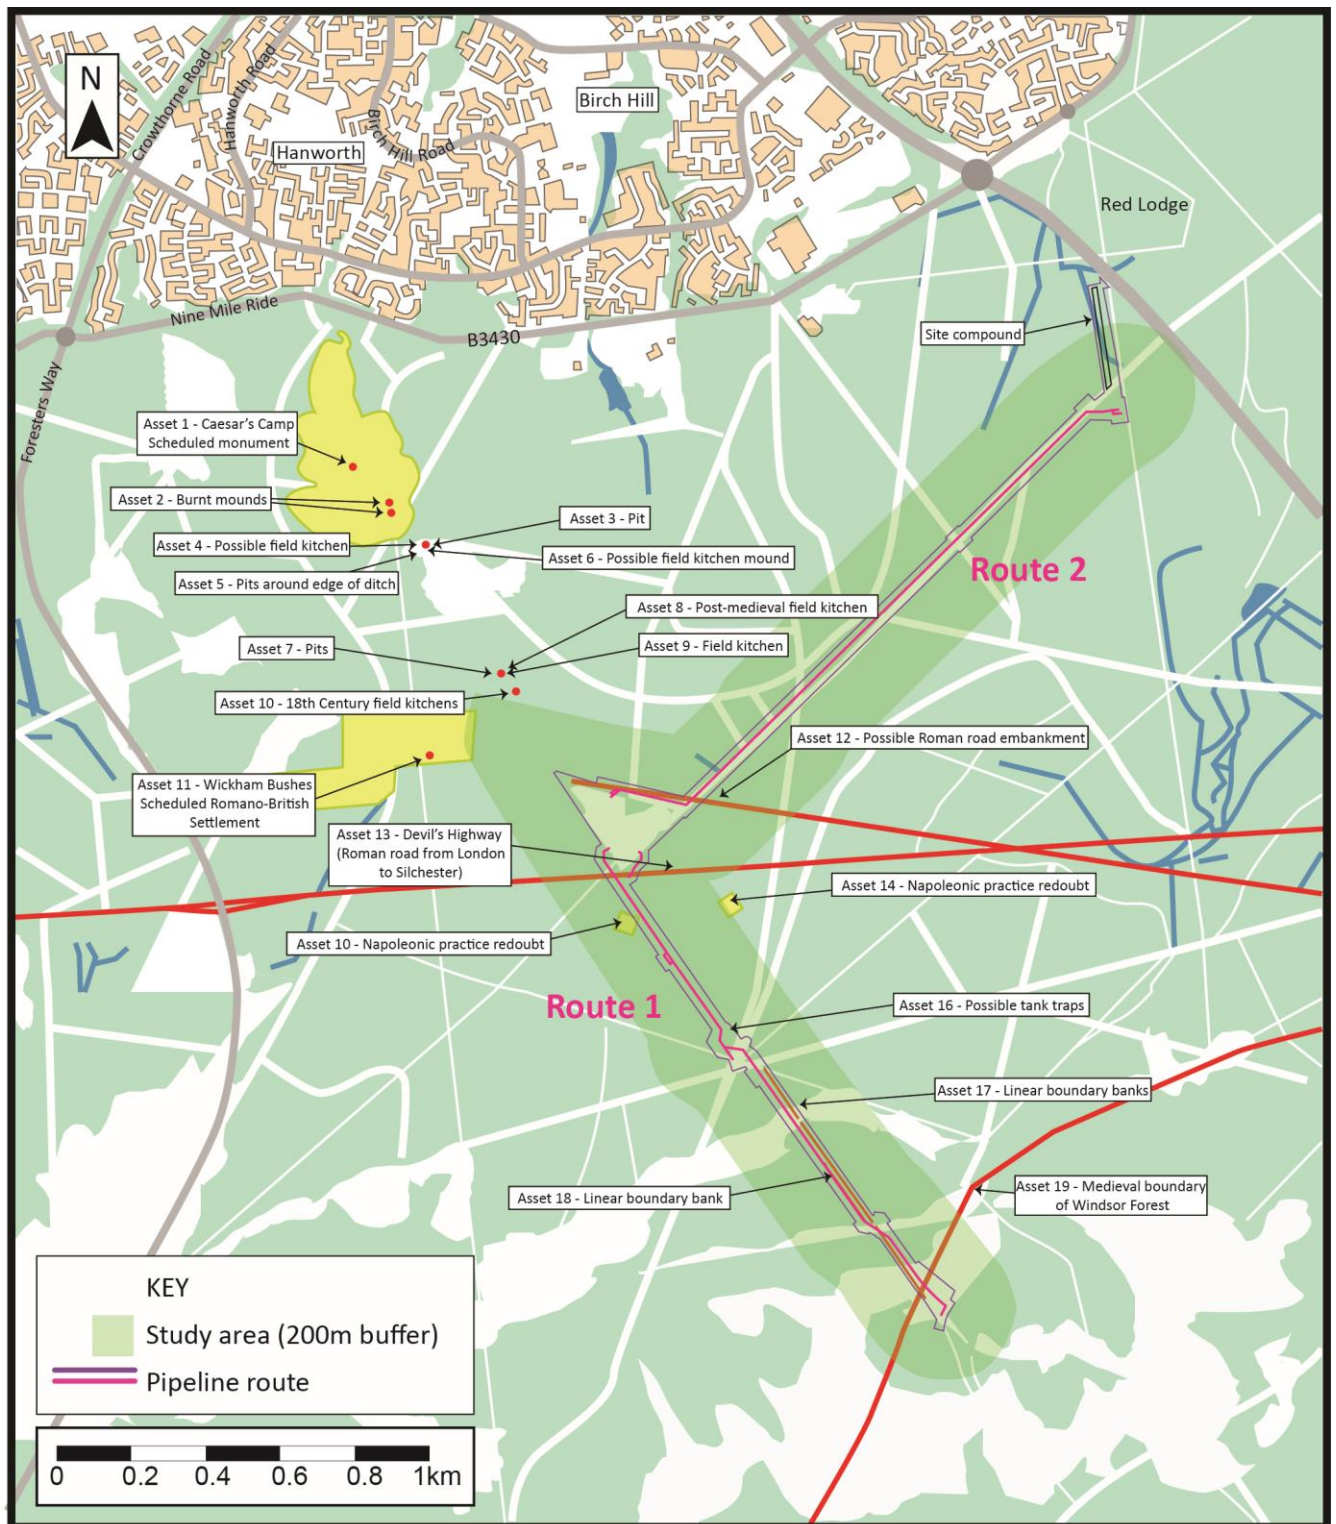 N
Crowthorne Road
Hanworth Road
Birch Hill Road
Birch Hill
Hanworth
Red Lodge
Nine Mile Ride
B3430
Site compound
Foresters Way
Asset 1 - Caesar's Camp
Scheduled monument
Asset 2 - Burnt mounds
Asset 3 - Pit
Asset 4 - Possible field kitchen
Asset 6 - Possible field kitchen mound
Asset 5 - Pits around edge of ditch
Route 2
Asset 8 - Post-medieval field kitchen
Asset 7 - Pits
Asset 9 - Field kitchen
Asset 10 - 18th Century field kitchens
Asset 12 - Possible Roman road embankment
Asset 11 - Wickham Bushes
Scheduled Romano-British
Settlement
Asset 13 - Devil's Highway
(Roman road from London
to Silchester)
Asset 14 - Napoleonic practice redoubt
Asset 10 - Napoleonic practice redoubt
Route 1
Asset 16 - Possible tank traps
Asset 17 - Linear boundary banks
Asset 18 - Linear boundary bank
Asset 19 - Medieval boundary
of Windsor Forest
KEY
Study area (200m buffer)
Pipeline route
0 0.2 0.4 0.6 0.8 1km